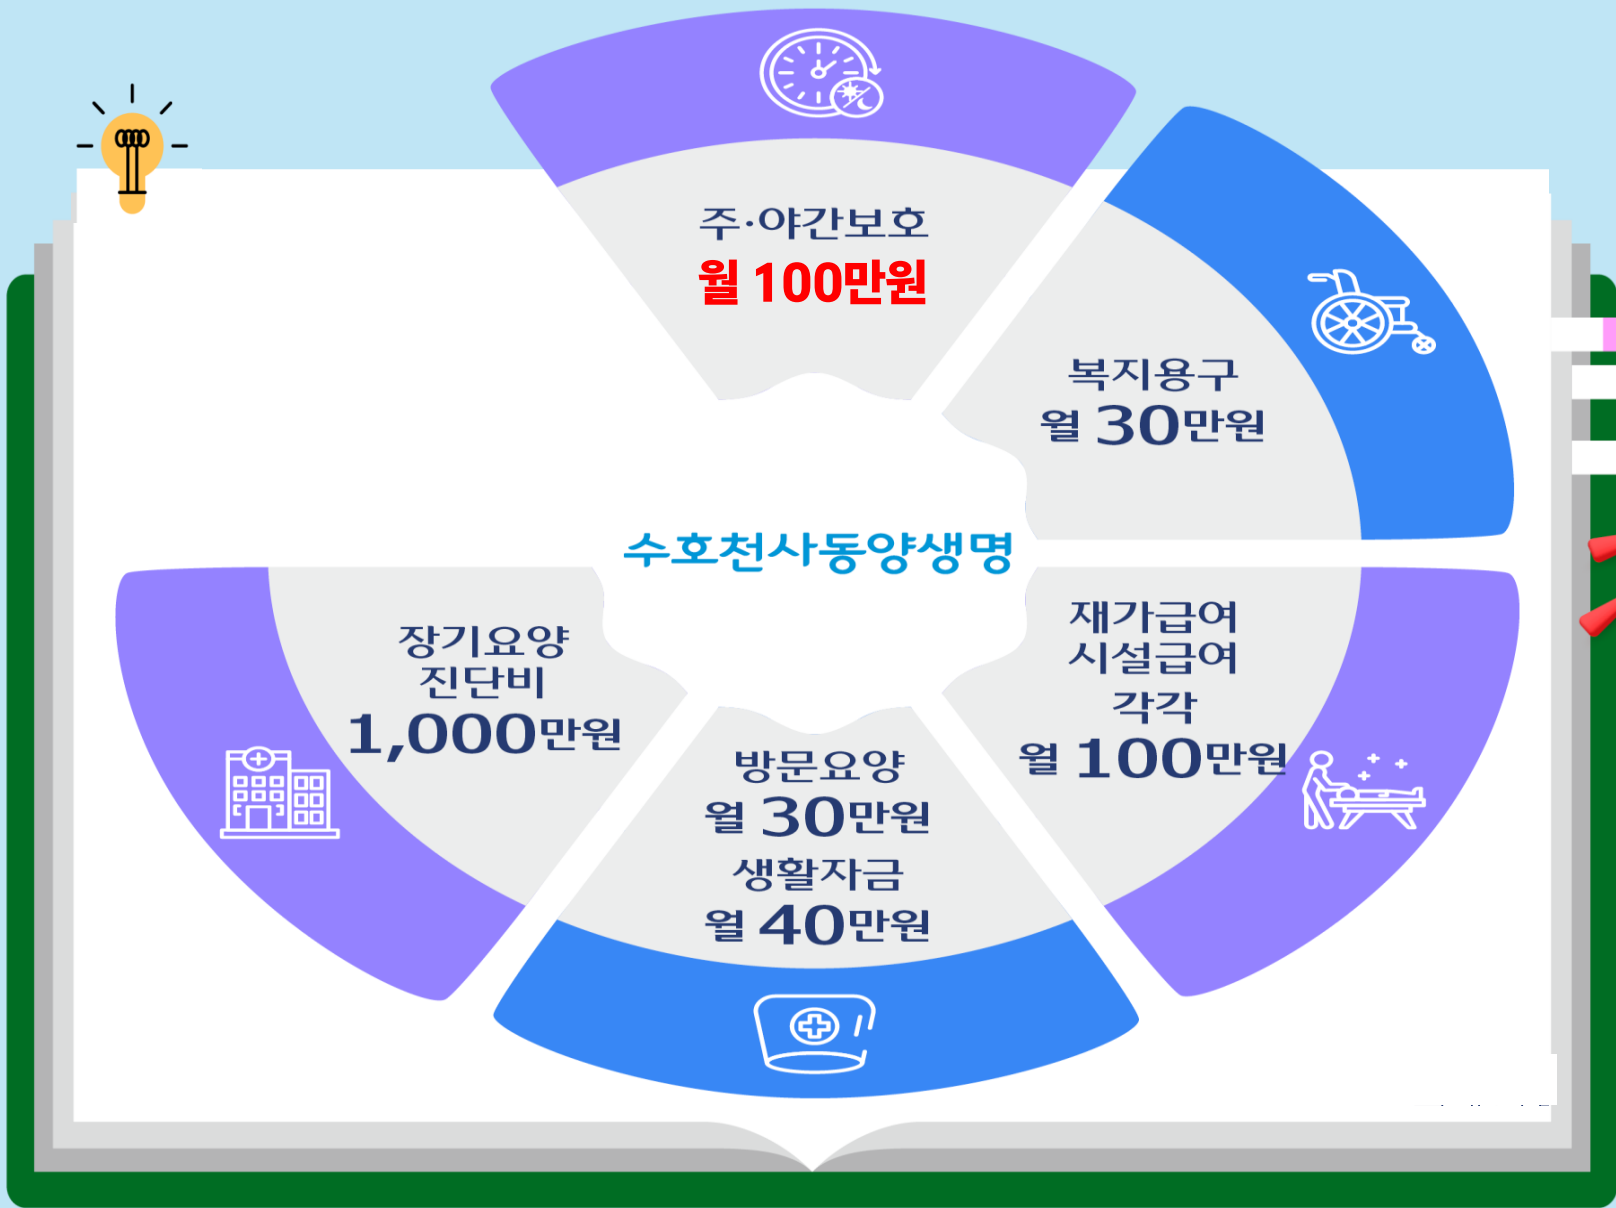 주·야간보호
월 100만원
복지용구
월 30만원
수호천사동양생명
재가급여
시설급여
각각
월 100만원
방문요양
월 30만원
생활자금
월 40만원
장기요양
진단비
1,000만원